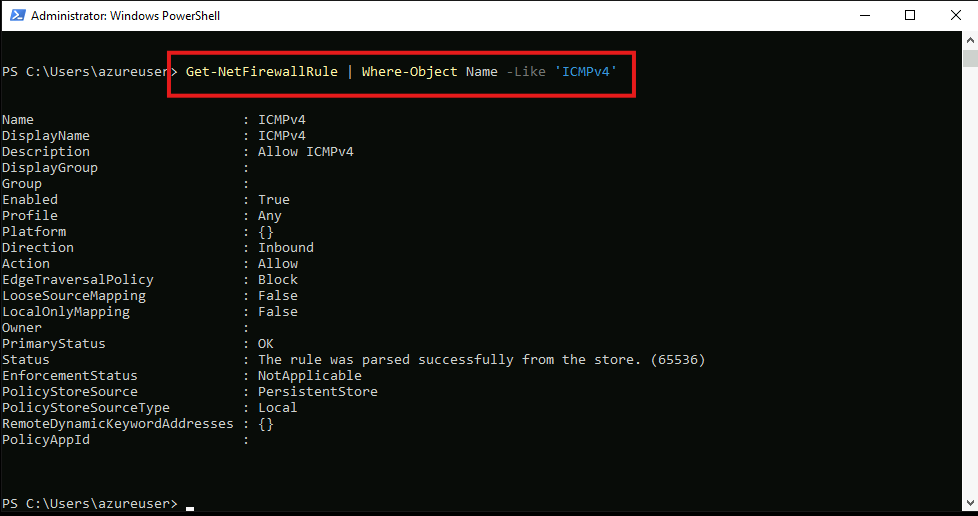 Administrator: Windows PowerShell
PS C:\Users\azureuser> Get-NetFirewallRule | Where-Object Name -Like 'ICMPv4'
Name                          : ICMPv4
DisplayName                   : ICMPv4
Description                   : Allow ICMPv4
DisplayGroup                  :
Group                         :
Enabled                       : True
Profile                       : Any
Platform                      : {}
Direction                     : Inbound
Action                        : Allow
EdgeTraversalPolicy           : Block
LooseSourceMapping            : False
LocalOnlyMapping              : False
Owner                         :
PrimaryStatus                 : OK
Status                        : The rule was parsed successfully from the store. (65536)
EnforcementStatus             : NotApplicable
PolicyStoreSource             : PersistentStore
PolicyStoreSourceType         : Local
RemoteDynamicKeywordAddresses : {}
PolicyAppId                   :
PS C:\Users\azureuser>